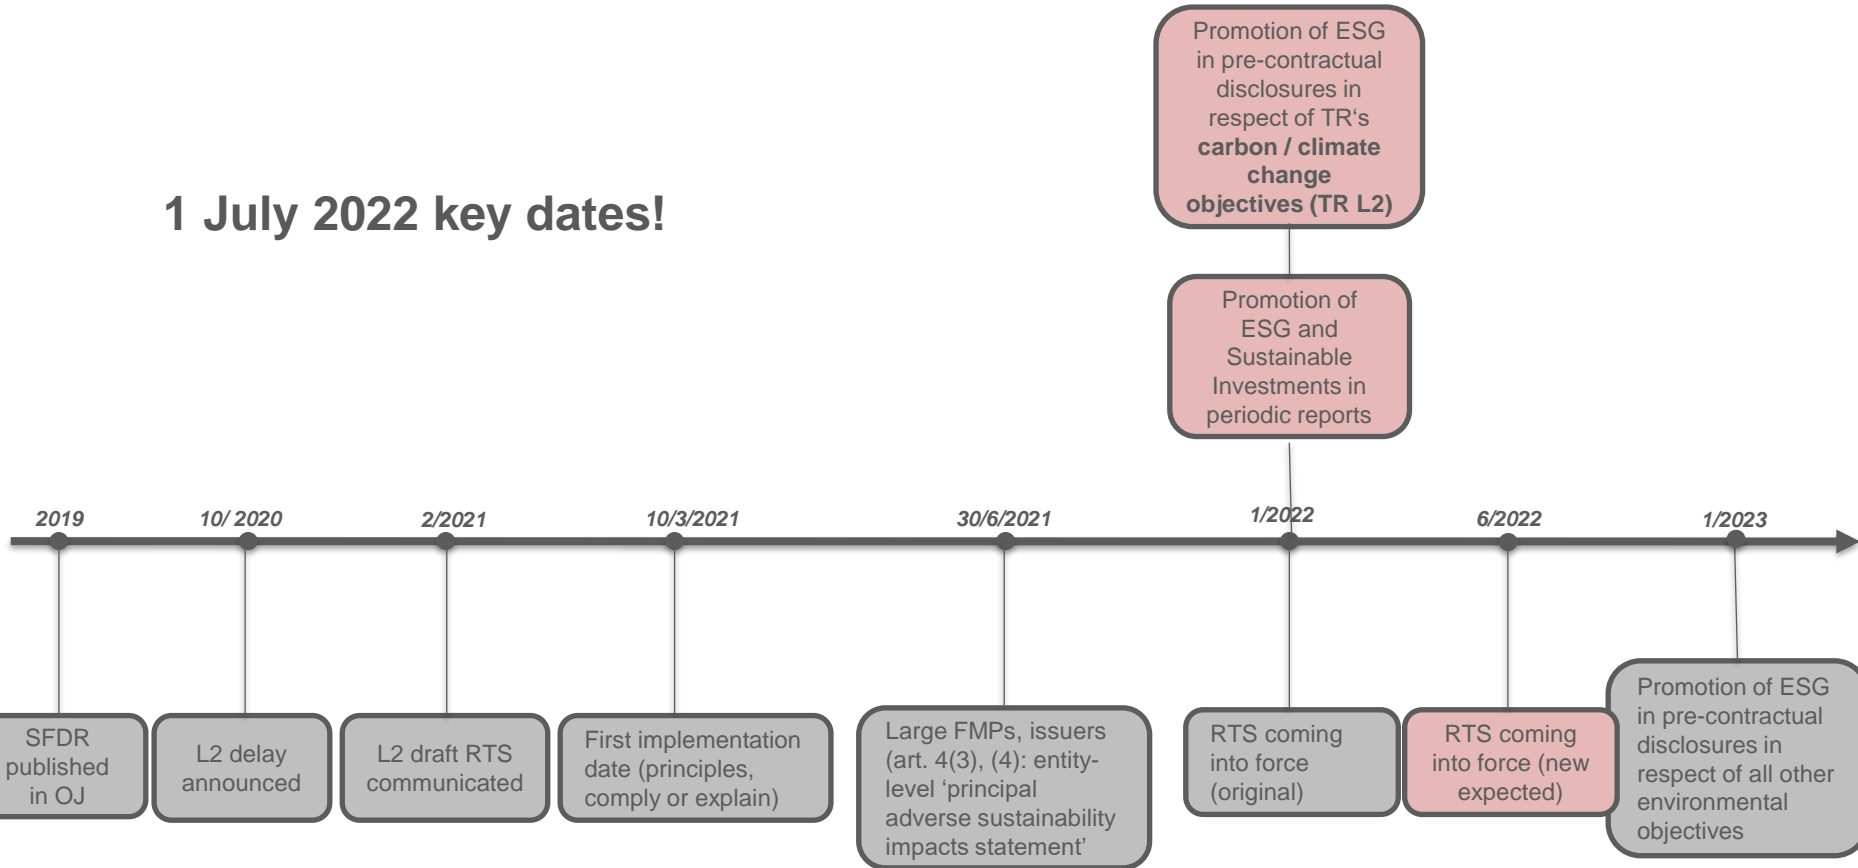 Promotion of ESG
in pre-contractual
disclosures in
respect of TR‘s
carbon / climate
change
objectives (TR L2)
1 July 2022 key dates!
Promotion of
ESG and
Sustainable
Investments in
periodic reports
2019
10/ 2020
2/2021
10/3/2021
30/6/2021
1/2022
6/2022
1/2023
SFDR
published
in OJ
L2 delay
announced
L2 draft RTS
communicated
First implementation
date (principles,
comply or explain)
Large FMPs, issuers
(art. 4(3), (4): entity-
level ‘principal
adverse sustainability
impacts statement’
RTS coming
into force
(original)
RTS coming
into force (new
expected)
Promotion of ESG
in pre-contractual
disclosures in
respect of all other
environmental
objectives